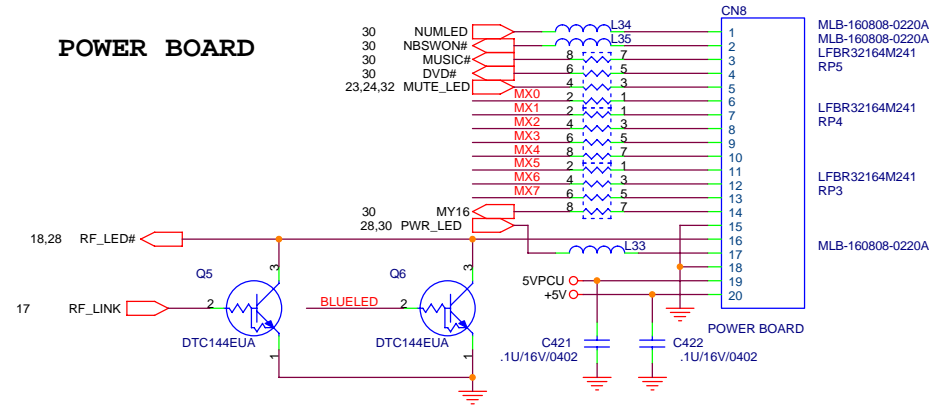 POWER BOARD
CN8
30 NUMLED L34 1 MLB-160808-0220A
30 NBSWON# L35 2 MLB-160808-0220A
30 MUSIC# 8 7 3 LFBR32164M241
30 DVD# 6 5 4 RP5
23,24,32 MUTE_LED 4 3 5
MX0 2 1 6
MX1 2 1 7 LFBR32164M241
MX2 4 3 8 RP4
MX3 6 5 9
MX4 8 7 10
MX5 2 1 11
MX6 4 3 12 LFBR32164M241
MX7 6 5 13 RP3
30 MY16 8 7 14
28,30 PWR_LED 15
18,28 RF_LED# 16
L33 17 MLB-160808-0220A
18
5VPCU 19
+5V 20
POWER BOARD
Q5 3 Q6 3
17 RF_LINK 2 BLUELED 2
DTC144EUA DTC144EUA
1 1
C421 C422
.1U/16V/0402 .1U/16V/0402